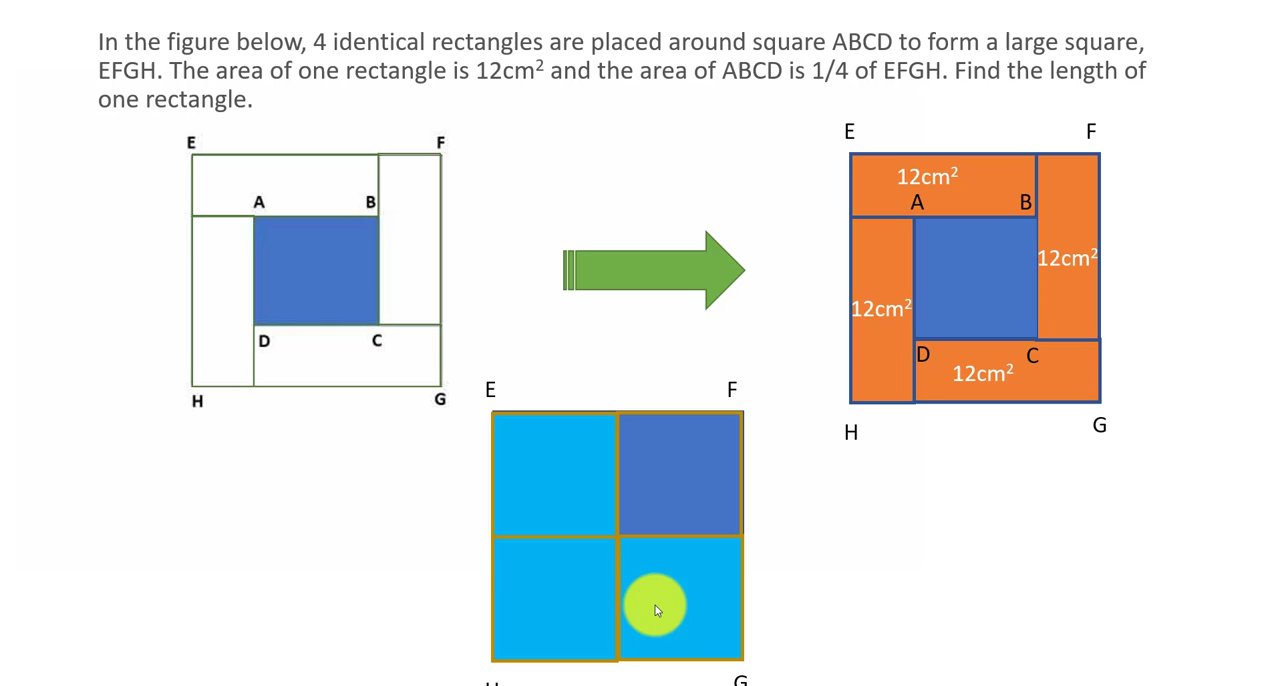 In the figure below, 4 identical rectangles are placed around square ABCD to form a large square,
EFGH. The area of one rectangle is 12cm² and the area of ABCD is 1/4 of EFGH. Find the length of
one rectangle.
E F
A B
D C
H G
E F
12cm²
A B
12cm²
12cm²
D C
12cm²
H G
E F
G